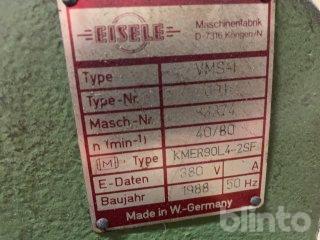 EISELE
Maschinenfabrik
D-7316 Köngen/N
Type VMS-I
Type-Nr.
Masch.-Nr.
n (min-1) 40/80
(M) Type KMER90L4-2SF
E-Daten 380 V A
Baujahr 1988 50 Hz
Made in W.-Germany
blinto